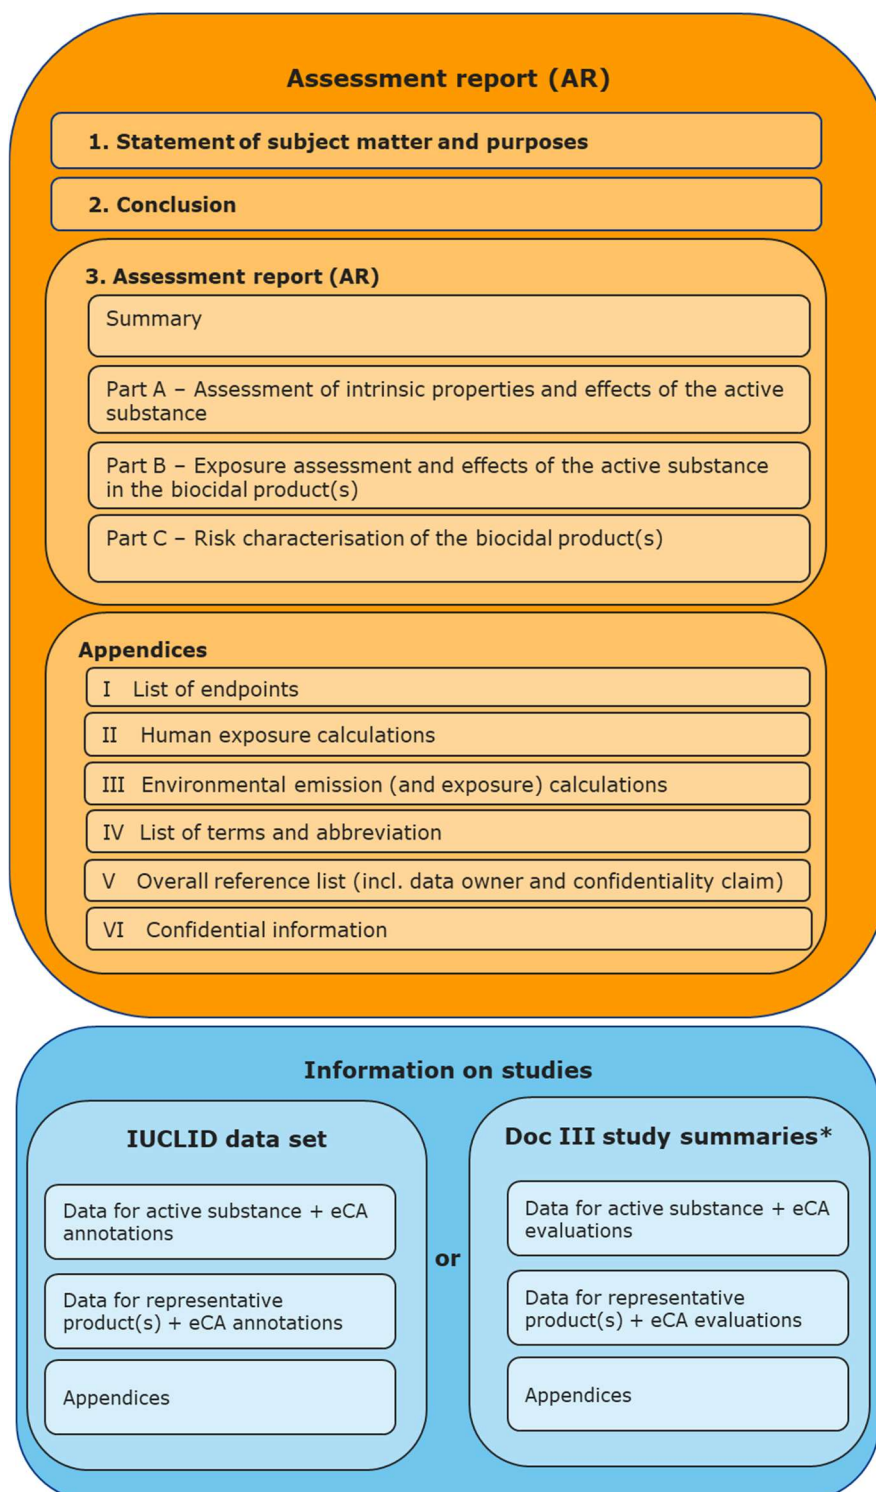 Assessment report (AR)
1. Statement of subject matter and purposes
2. Conclusion
3. Assessment report (AR)
Summary
Part A – Assessment of intrinsic properties and effects of the active
substance
Part B – Exposure assessment and effects of the active substance
in the biocidal product(s)
Part C – Risk characterisation of the biocidal product(s)
Appendices
I List of endpoints
II Human exposure calculations
III Environmental emission (and exposure) calculations
IV List of terms and abbreviation
V Overall reference list (incl. data owner and confidentiality claim)
VI Confidential information
Information on studies
IUCLID data set
Data for active substance + eCA
annotations
Data for representative
product(s) + eCA annotations
Appendices
or
Doc III study summaries*
Data for active substance + eCA
evaluations
Data for representative
product(s) + eCA evaluations
Appendices